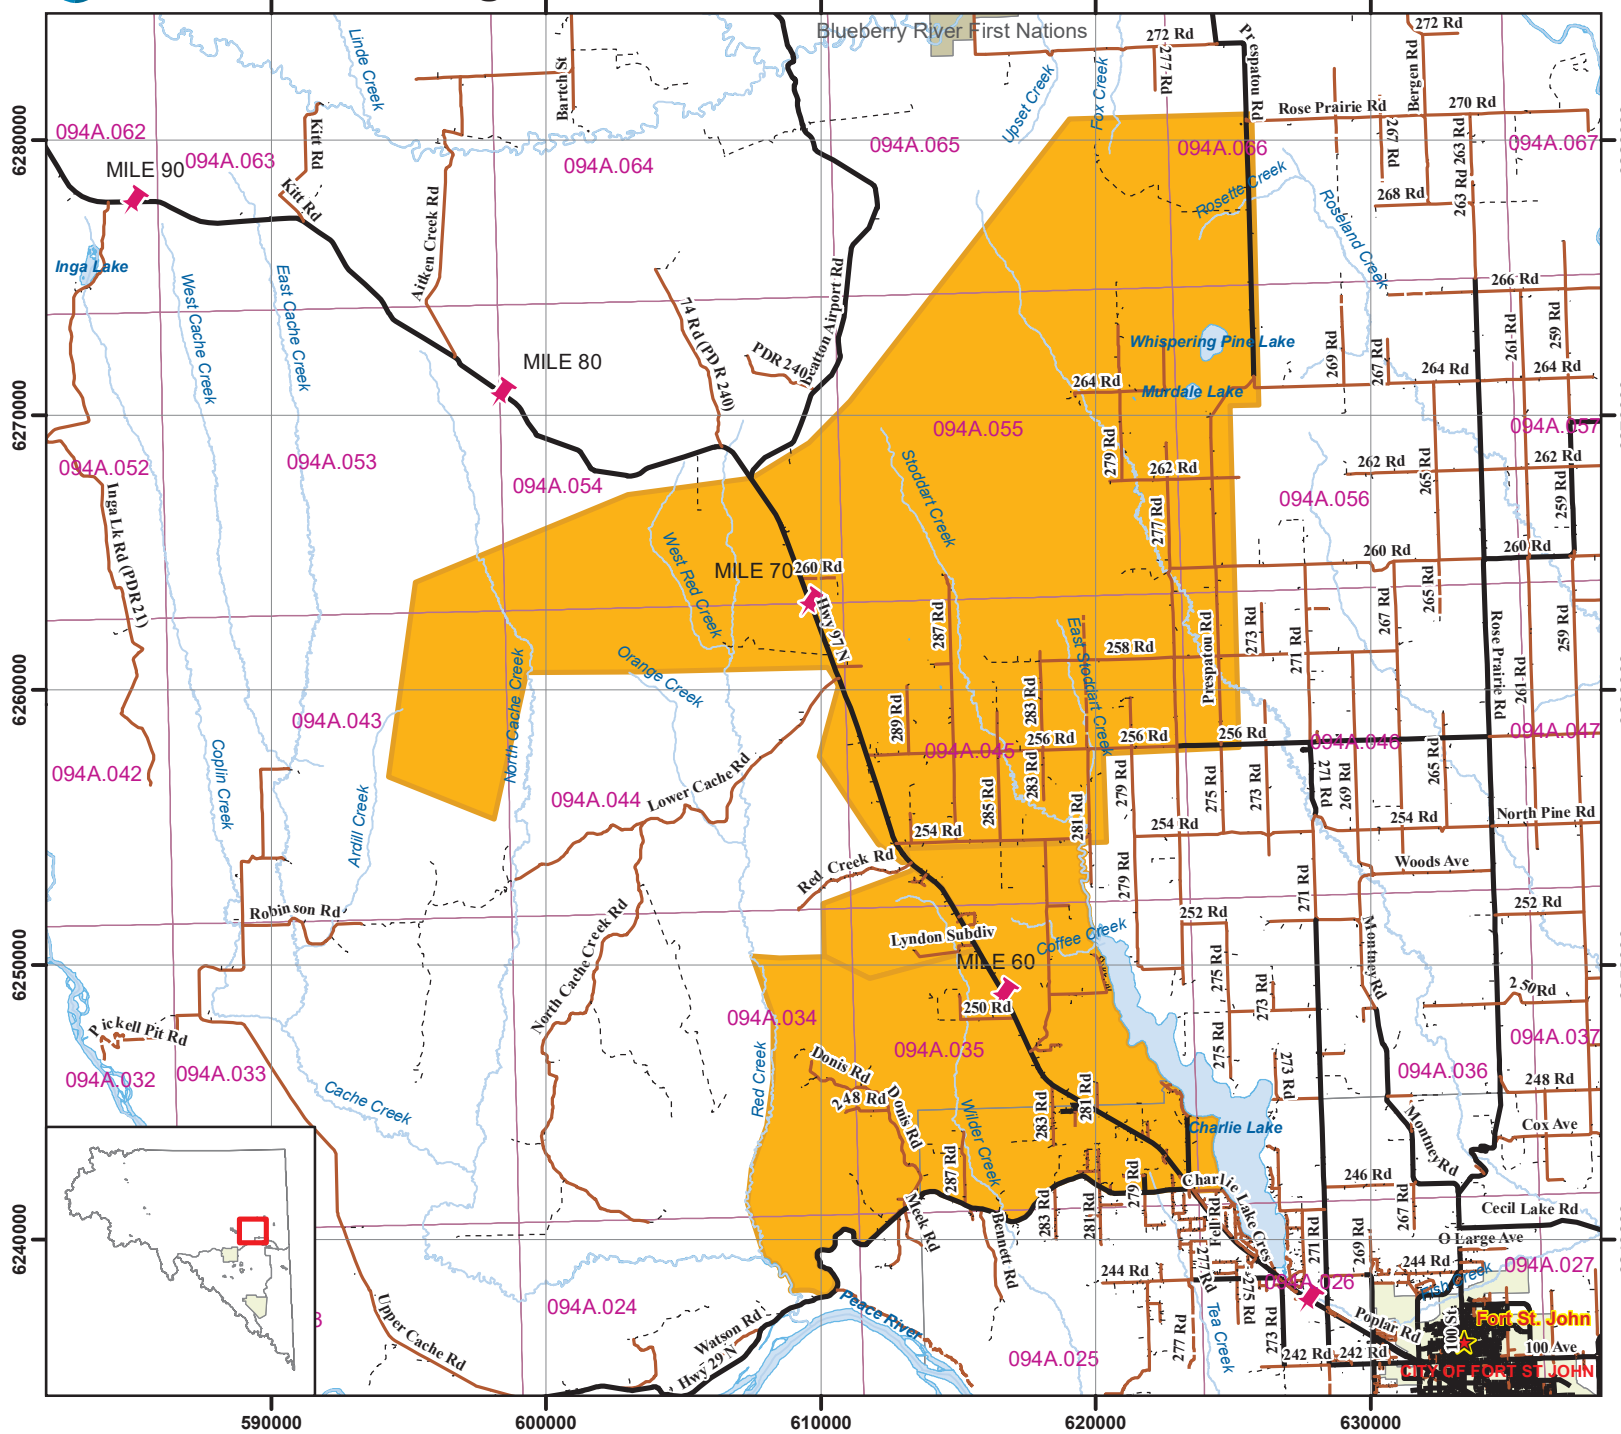 Blueberry River First Nations
272 Rd
272 Rd
277 Rd
Prespatou Rd
Bergen Rd
Linde Creek
Bartch St
Upset Creek
Fox Creek
Rose Prairie Rd
270 Rd
6280000
094A.062
MILE 90
094A.063
Kitt Rd
Kitt Rd
094A.064
094A.065
094A.066
267 Rd
263 Rd
263 Rd
094A.067
268 Rd
Rosette Creek
Roseland Creek
Aitken Creek Rd
Inga Lake
West Cache Creek
East Cache Creek
74 Rd (PDR 240)
PDR 240
Beatton Airport Rd
266 Rd
261 Rd
259 Rd
269 Rd
267 Rd
Whispering Pine Lake
MILE 80
264 Rd
Murdale Lake
264 Rd
264 Rd
6270000
094A.052
094A.053
094A.054
094A.055
094A.056
094A.057
279 Rd
262 Rd
262 Rd
262 Rd
265 Rd
259 Rd
277 Rd
Stoddart Creek
Inga Lk Rd (PDR 21)
West Red Creek
MILE 70
260 Rd
260 Rd
260 Rd
Hwy 97 N
287 Rd
East Stoddart Creek
258 Rd
Prespatou Rd
273 Rd
271 Rd
267 Rd
265 Rd
Rose Prairie Rd
261 Rd
259 Rd
Orange Creek
North Cache Creek
6260000
094A.042
094A.043
094A.044
094A.045
094A.046
094A.047
289 Rd
283 Rd
256 Rd
256 Rd
256 Rd
Coplin Creek
Ardill Creek
Lower Cache Rd
285 Rd
283 Rd
281 Rd
279 Rd
275 Rd
273 Rd
271 Rd
269 Rd
265 Rd
254 Rd
254 Rd
254 Rd
North Pine Rd
Red Creek Rd
279 Rd
271 Rd
Woods Ave
Robinson Rd
North Cache Creek Rd
Lyndon Subdiv
Coffee Creek
252 Rd
252 Rd
Montney Rd
6250000
MILE 60
250 Rd
275 Rd
273 Rd
250 Rd
Pickell Pit Rd
094A.032
094A.033
094A.034
094A.035
094A.036
094A.037
275 Rd
273 Rd
Red Creek
Donis Rd
248 Rd
Donis Rd
248 Rd
Cache Creek
Wilder Creek
283 Rd
281 Rd
Charlie Lake
Montney Rd
Cox Ave
287 Rd
279 Rd
Charlie Lake Cres
246 Rd
267 Rd
Cecil Lake Rd
6240000
Meek Rd
Bennett Rd
283 Rd
281 Rd
Fell Rd
271 Rd
269 Rd
O Large Ave
244 Rd
277 Rd
275 Rd
244 Rd
094A.024
094A.025
094A.026
094A.027
Fish Creek
Upper Cache Rd
Watson Rd
Hwy 29 N
Peace River
277 Rd
Tea Creek
273 Rd
242 Rd
242 Rd
Poplar Rd
100 St
Fort St. John
100 Ave
CITY OF FORT ST JOHN
590000
600000
610000
620000
630000